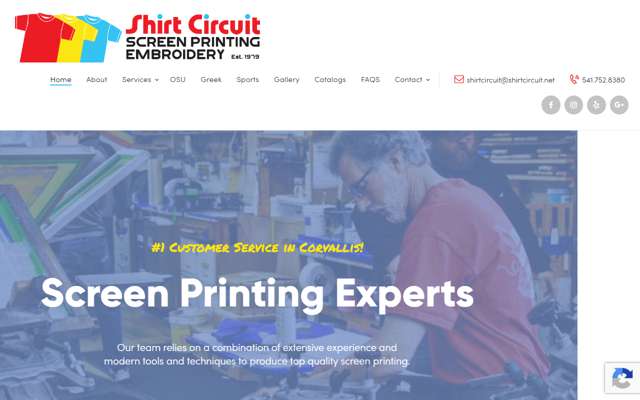 Shirt Circuit
SCREEN PRINTING
EMBROIDERY Est. 1979
Home About Services OSU Greek Sports Gallery Catalogs FAQS Contact shirtcircuit@shirtcircuit.net 541.752.8380
#1 Customer Service in Corvallis!
Screen Printing Experts
Our team relies on a combination of extensive experience and
modern tools and techniques to produce top quality screen printing.